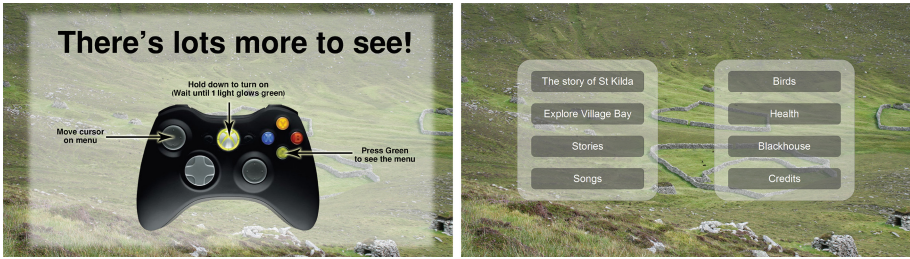 There's lots more to see!
Hold down to turn on
(Wait until 1 light glows green)
Move cursor
on menu
Press Green
to see the menu
The story of St Kilda
Explore Village Bay
Stories
Songs
Birds
Health
Blackhouse
Credits